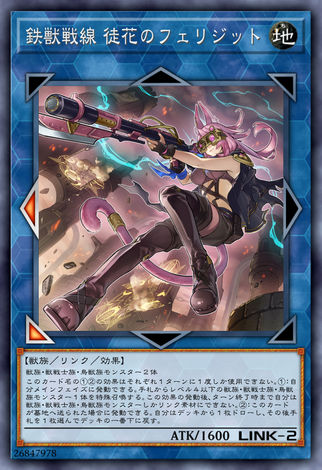 鉄獣戦線 徒花のフェリジット
地
【獣族／リンク／効果】
獣族・獣戦士族・鳥獣族モンスター２体
このカード名の①②の効果はそれぞれ１ターンに１度しか使用できない。①：自
分メインフェイズに発動できる。手札からレベル４以下の獣族・獣戦士族・鳥獣
族モンスター１体を特殊召喚する。この効果の発動後、ターン終了時まで自分は
獣族・獣戦士族・鳥獣族モンスターしかリンク素材にできない。②：このカード
が墓地へ送られた場合に発動できる。自分はデッキから１枚ドローし、その後手
札を１枚選んでデッキの一番下に戻す。
ATK/1600 LINK-2
26847978